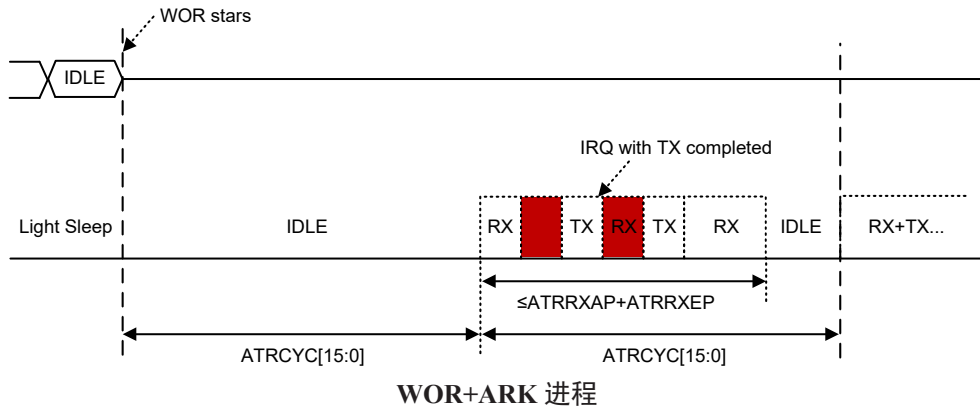 WOR stars
IDLE
IRQ with TX completed
Light Sleep IDLE RX TX RX TX RX IDLE RX+TX...
≤ATRRXAP+ATRRXEP
ATRCYC[15:0] ATRCYC[15:0]
WOR+ARK 进程